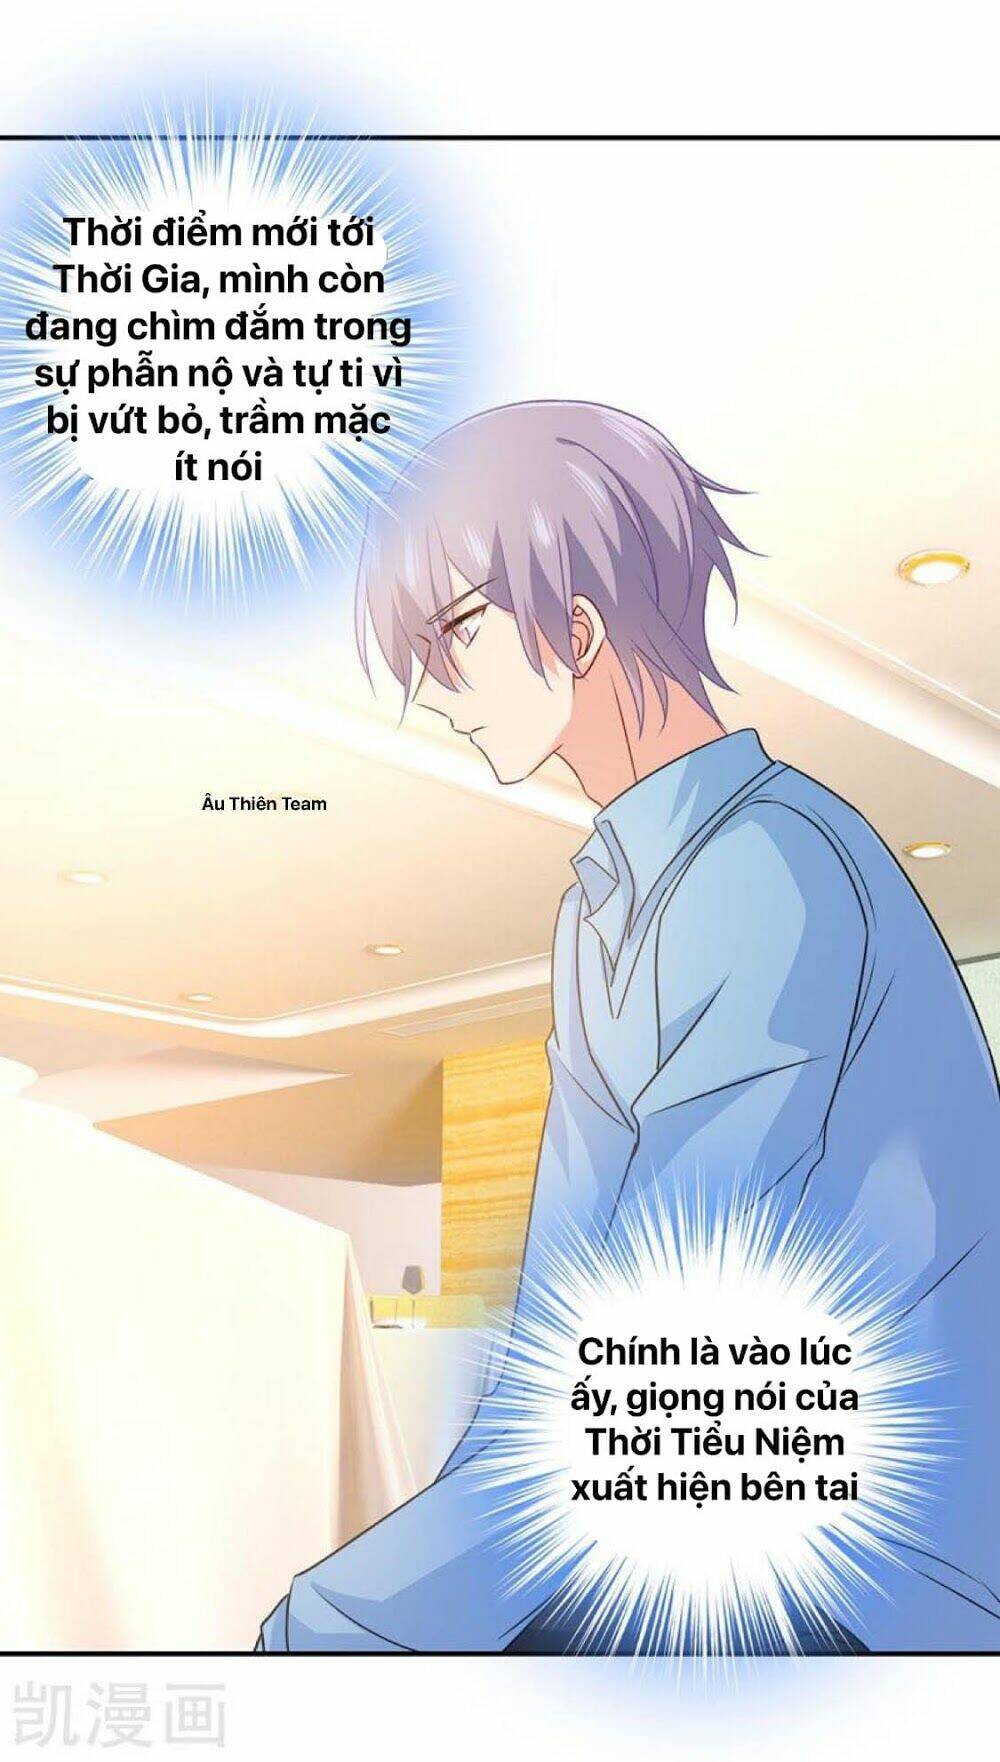 Thời điểm mới tới
Thời Gia, mình còn
đang chìm đắm trong
sự phẫn nộ và tự ti vì
bị vứt bỏ, trầm mặc
ít nói
Âu Thiên Team
Chính là vào lúc
ấy, giọng nói của
Thời Tiểu Niệm
xuất hiện bên tai
凯漫画